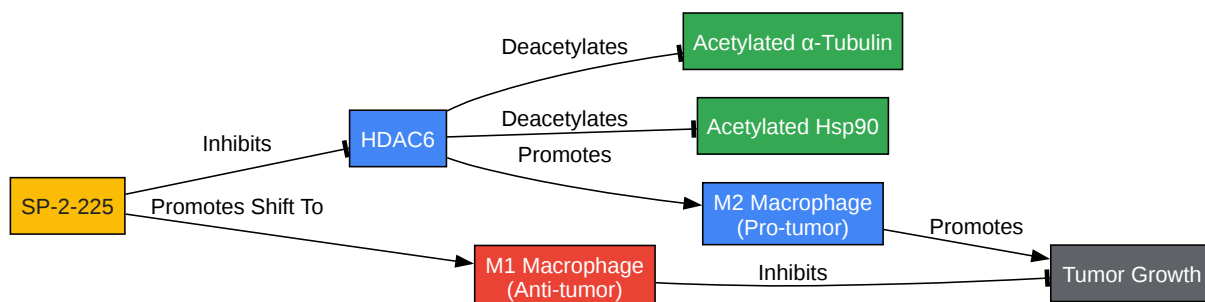 Deacetylates
Acetylated α-Tubulin
Deacetylates
Acetylated Hsp90
Inhibits
HDAC6
Promotes
SP-2-225
Promotes Shift To
M2 Macrophage
(Pro-tumor)
Promotes
M1 Macrophage
(Anti-tumor)
Inhibits
Tumor Growth